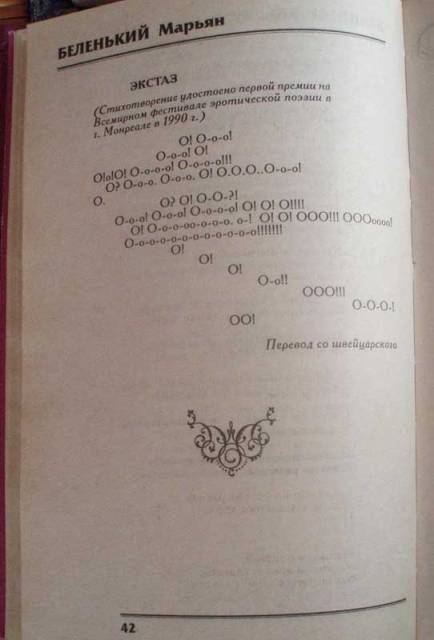 БЕЛЕНЬКИЙ Марьян
ЭКСТАЗ
(Стихотворение удостоено первой премии на
Всемирном фестивале эротической поэзии в
г. Монреале в 1990 г.)
О! О-о-о!
О-о-о! О!
О!о!О! О-о-о-о! О-о-о-о!!!
О? О-о-о. О-о-о. О! О.О.О..О-о-о!
О.
О? О! О-О-?!
О-о-о! О-о-о! О-о-о-о! О! О! О!!!!
О! О-о-о-оо-о-о-о. о-! О! О! ООО!!! ОООоооо!
О-о-о-о-о-о-о-о-о-о-о-о!!!!!!!
О!
О!
О!
О-о!!
ООО!!!
О-О-О-!
ОО!
Перевод со швейцарского
42